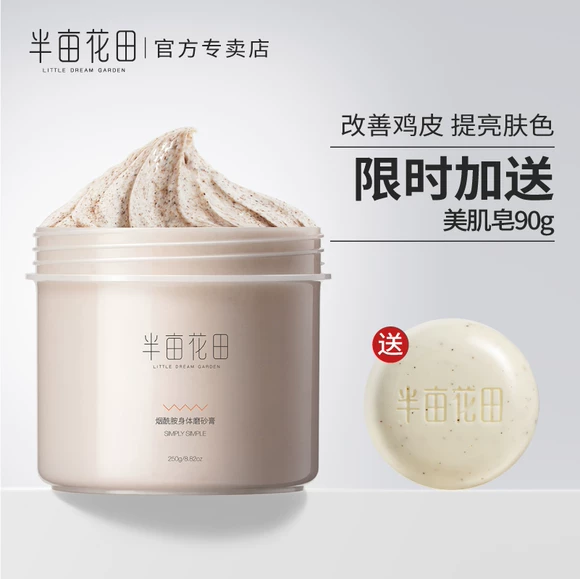 半亩花田 官方专卖店
LITTLE DREAM GARDEN
改善鸡皮 提亮肤色
限时加送
美肌皂90g
半亩花田
LITTLE DREAM GARDEN
烟酰胺身体磨砂膏
SIMPLY SIMPLE
250g/8.82oz
送
半亩花田